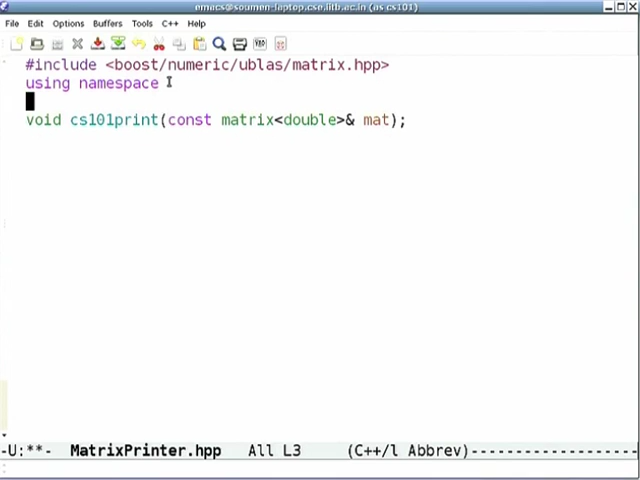 emacs@soumen-laptop.cse.iitb.ac.in (as cs101)
File Edit Options Buffers Tools C++ Help
#include <boost/numeric/ublas/matrix.hpp>
using namespace
void cs101print(const matrix<double>& mat);
-U:**- MatrixPrinter.hpp All L3 (C++/l Abbrev)-------------------